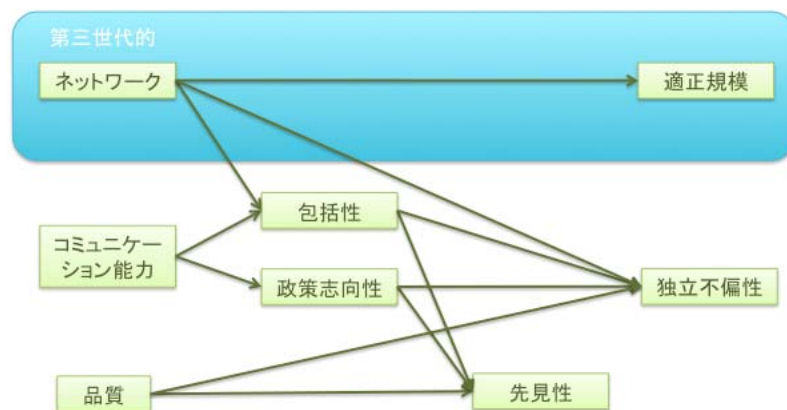 第三世代的
ネットワーク
適正規模
包括性
コミュニケー
ション能力
政策志向性
独立不偏性
品質
先見性